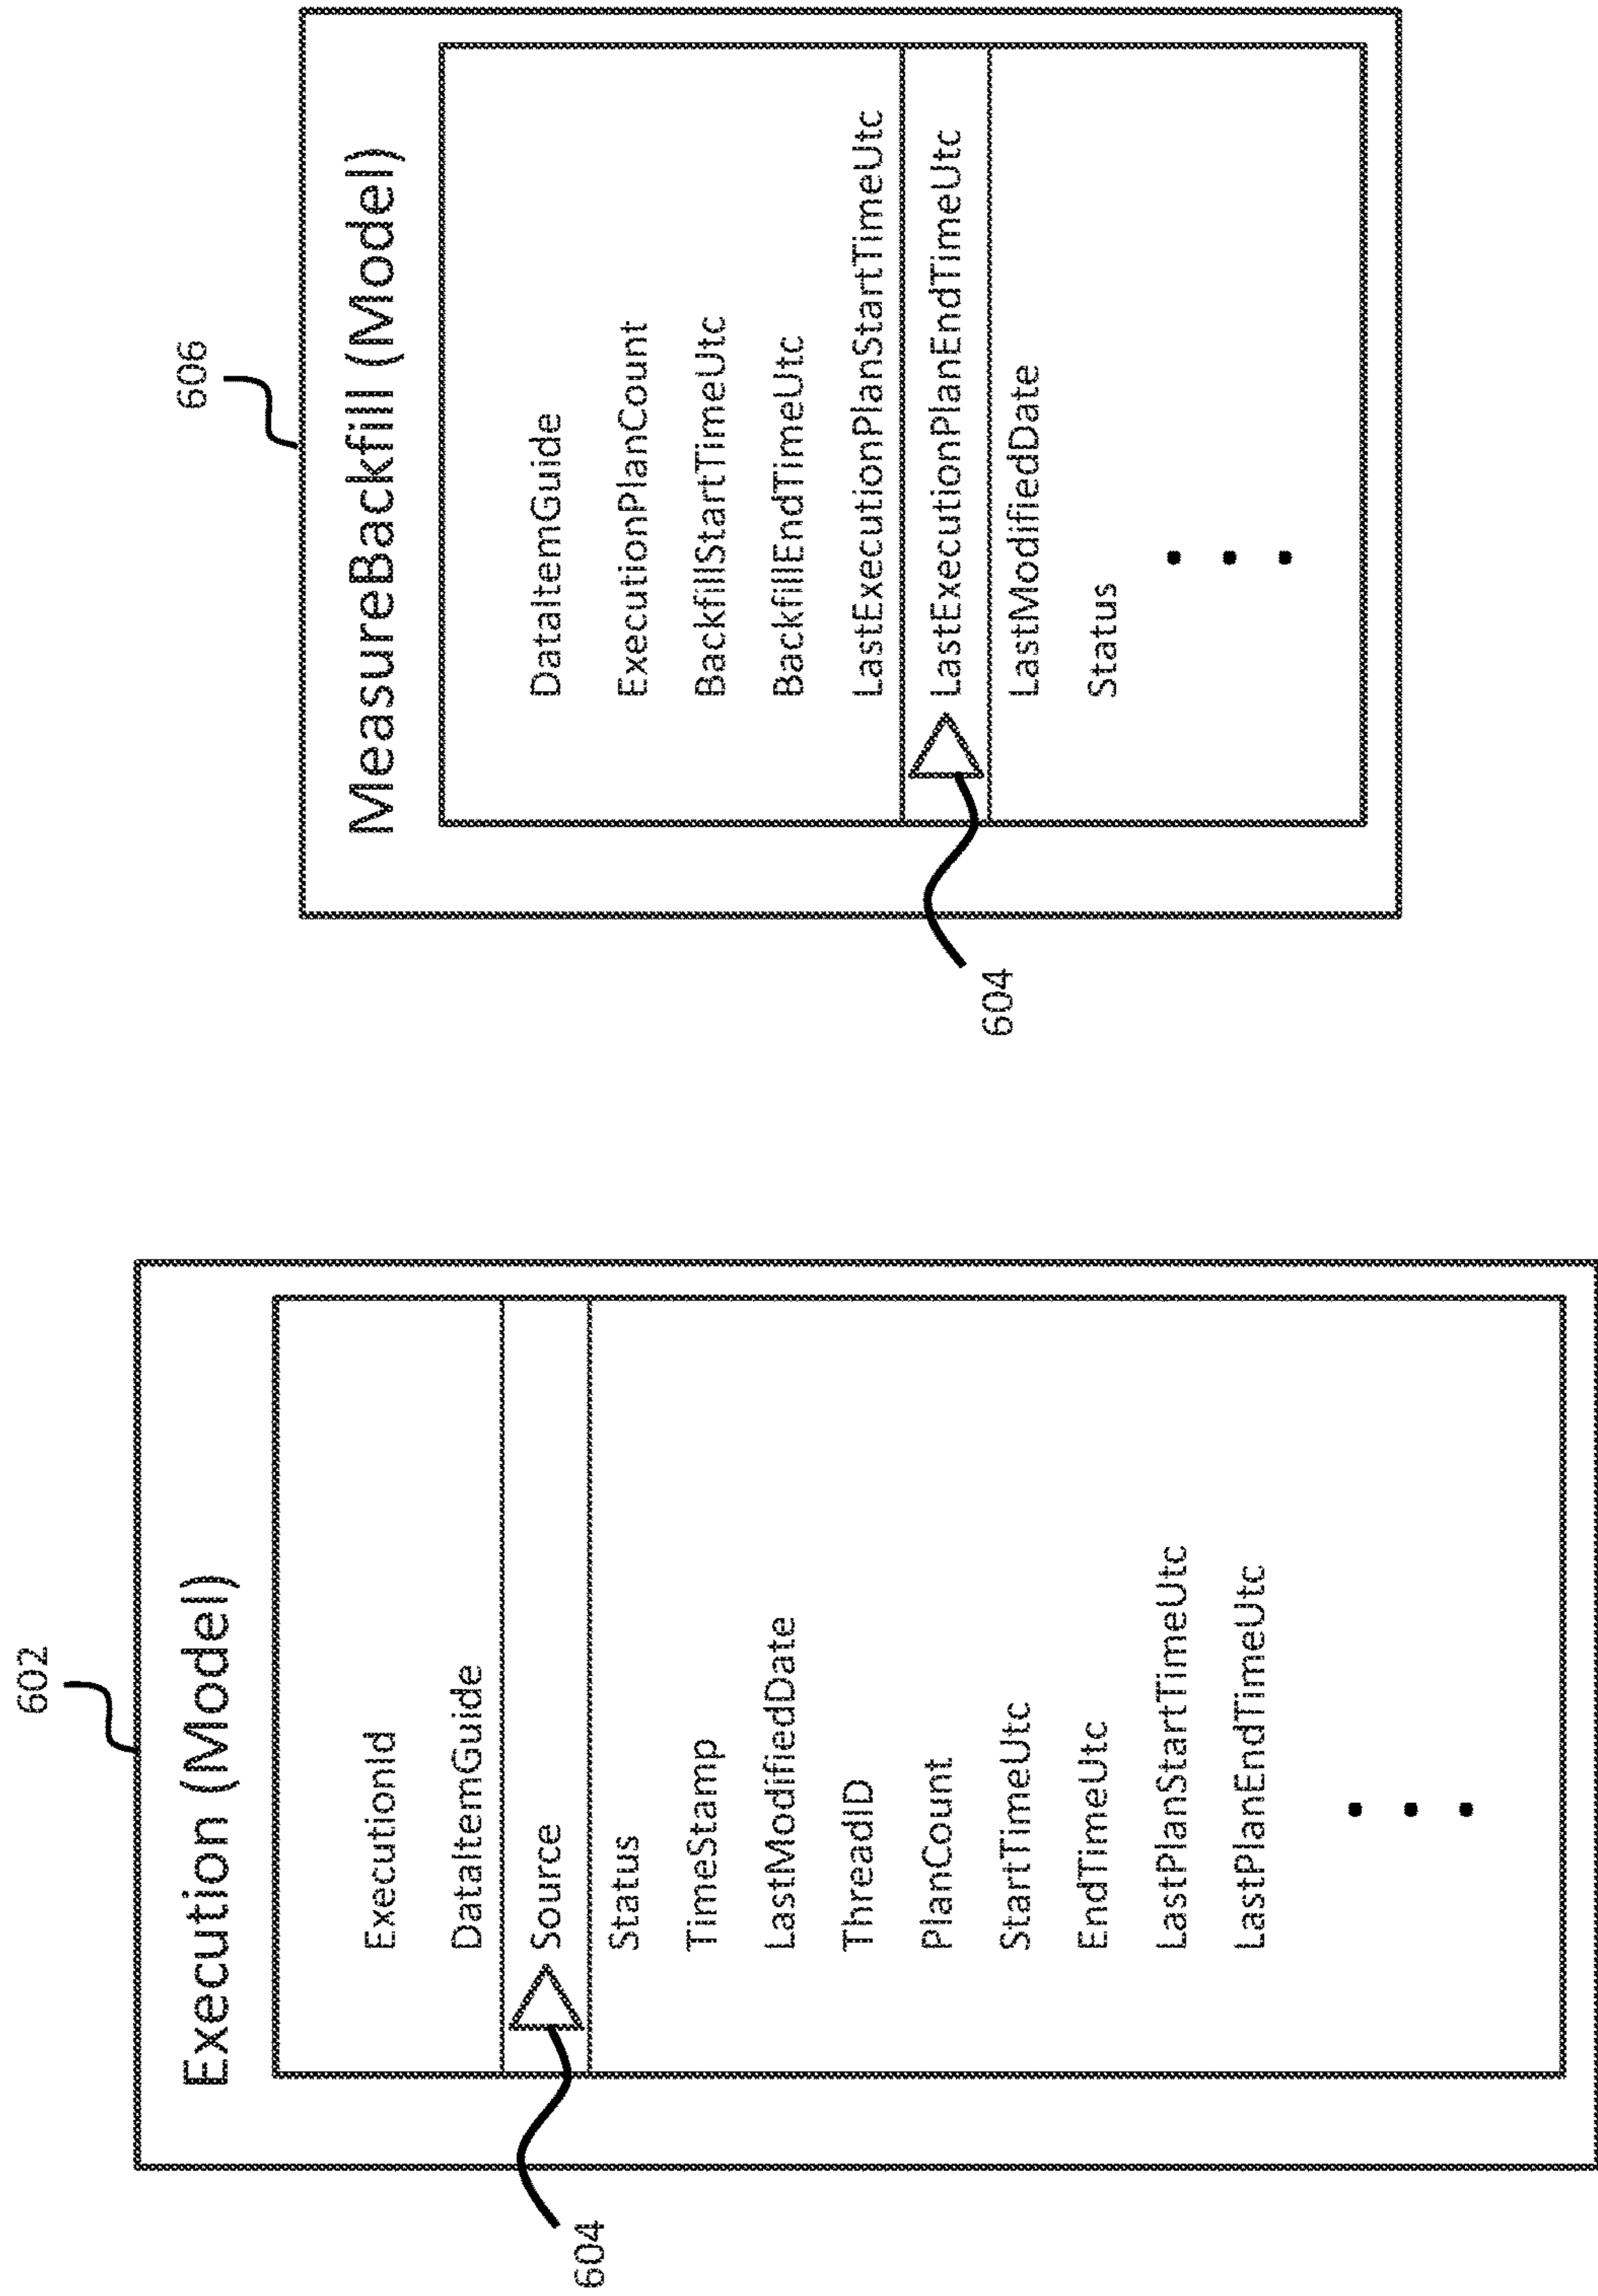 602
Execution (Model)
ExecutionId
DataItemGuide
Source
Status
TimeStamp
LastModifiedDate
ThreadID
PlanCount
StartTimeUtc
EndTimeUtc
LastPlanStartTimeUtc
LastPlanEndTimeUtc
604
606
MeasureBackfill (Model)
DataItemGuide
ExecutionPlanCount
BackfillStartTimeUtc
BackfillEndTimeUtc
LastExecutionPlanStartTimeUtc
LastExecutionPlanEndTimeUtc
LastModifiedDate
Status
604